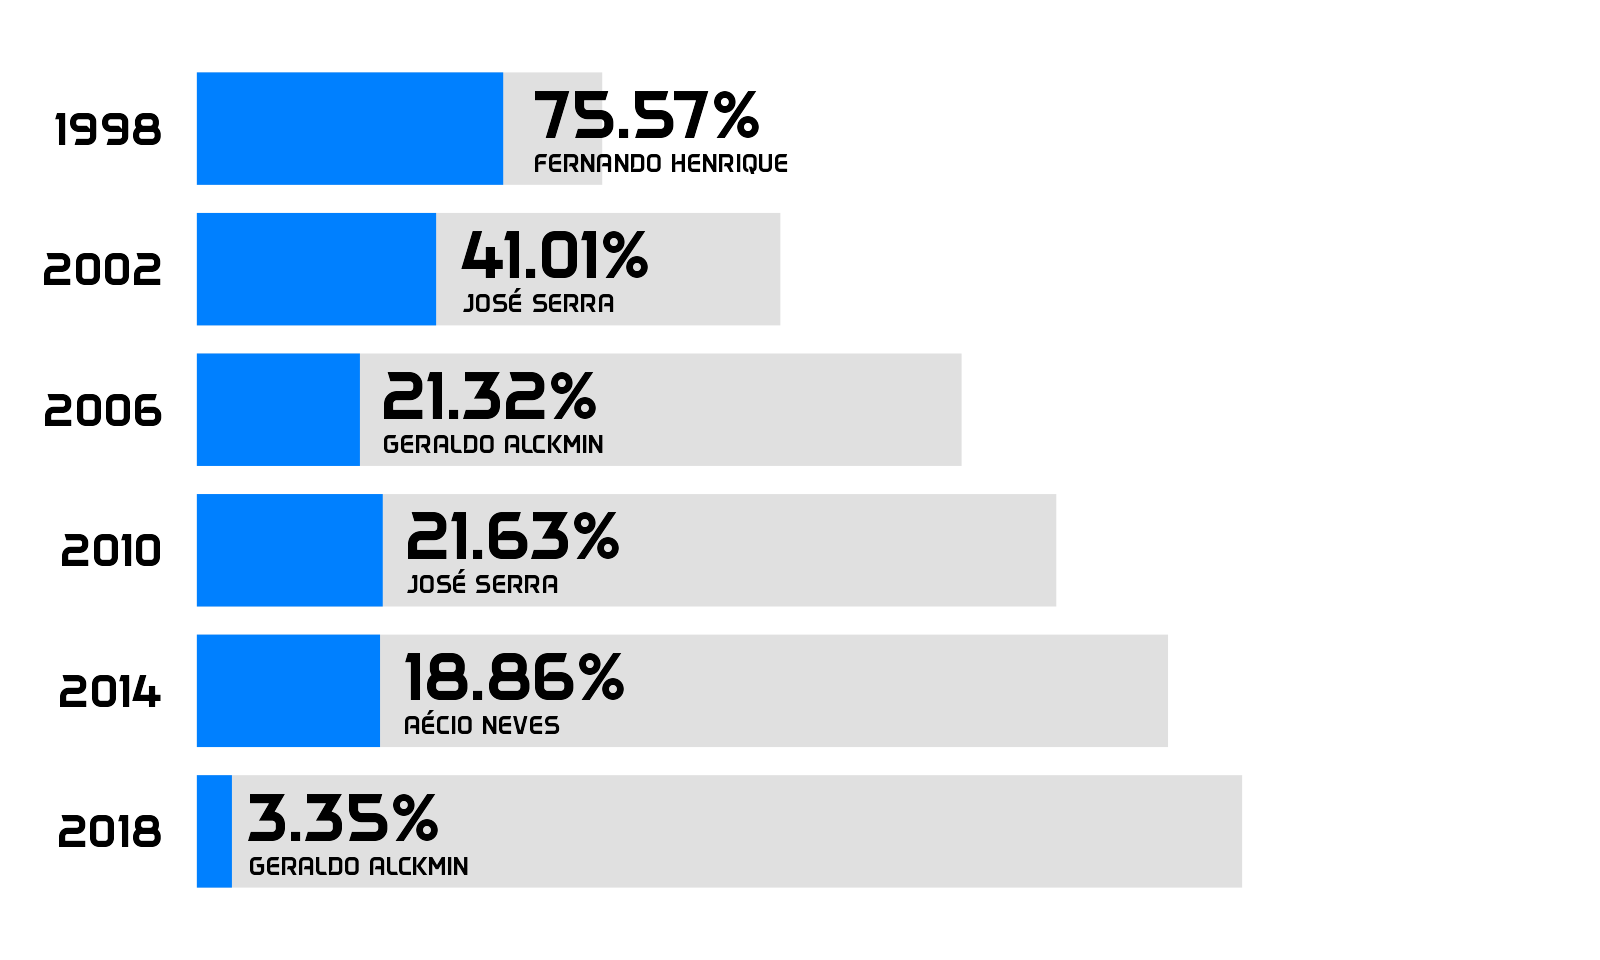 1998
75.57%
FERNANDO HENRIQUE
2002
41.01%
JOSÉ SERRA
2006
21.32%
GERALDO ALCKMIN
2010
21.63%
JOSÉ SERRA
2014
18.86%
AÉCIO NEVES
2018
3.35%
GERALDO ALCKMIN